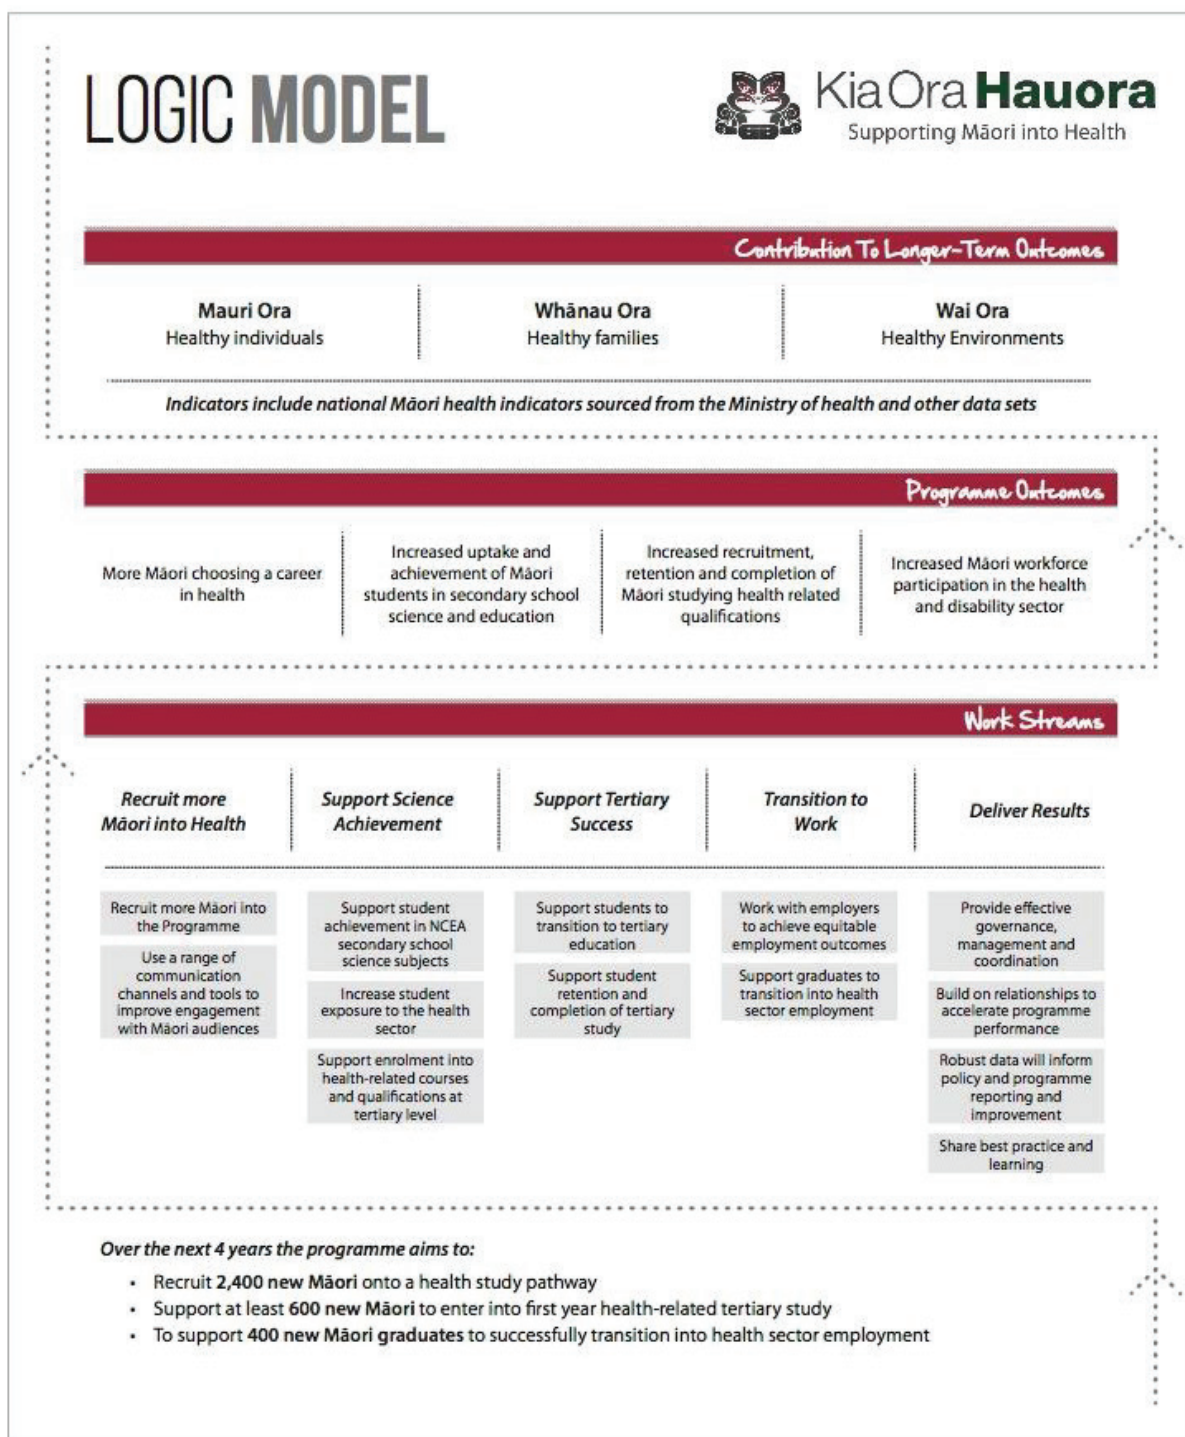 LOGIC MODEL
Kia Ora Hauora
Supporting Māori into Health
Contribution To Longer-Term Outcomes
Mauri Ora
Healthy individuals
Whānau Ora
Healthy families
Wai Ora
Healthy Environments
Indicators include national Māori health indicators sourced from the Ministry of health and other data sets
Programme Outcomes
More Māori choosing a career
in health
Increased uptake and
achievement of Māori
students in secondary school
science and education
Increased recruitment,
retention and completion of
Māori studying health related
qualifications
Increased Māori workforce
participation in the health
and disability sector
Work Streams
Recruit more
Māori into Health
Support Science
Achievement
Support Tertiary
Success
Transition to
Work
Deliver Results
Recruit more Māori into
the Programme
Use a range of
communication
channels and tools to
improve engagement
with Māori audiences
Support student
achievement in NCEA
secondary school
science subjects
Increase student
exposure to the health
sector
Support enrolment into
health-related courses
and qualifications at
tertiary level
Support students to
transition to tertiary
education
Support student
retention and
completion of tertiary
study
Work with employers
to achieve equitable
employment outcomes
Support graduates to
transition into health
sector employment
Provide effective
governance,
management and
coordination
Build on relationships to
accelerate programme
performance
Robust data will inform
policy and programme
reporting and
improvement
Share best practice and
learning
Over the next 4 years the programme aims to:
• Recruit 2,400 new Māori onto a health study pathway
• Support at least 600 new Māori to enter into first year health-related tertiary study
• To support 400 new Māori graduates to successfully transition into health sector employment